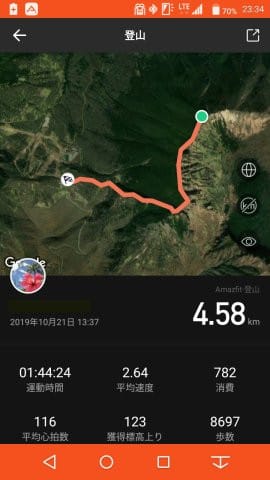 LTE 70% 23:34
登山
Google
Amazfit-登山
4.58 km
2019年10月21日 13:37
01:44:24 2.64 782
運動時間 平均速度 消費
116 123 8697
平均心拍数 獲得標高上り 歩数